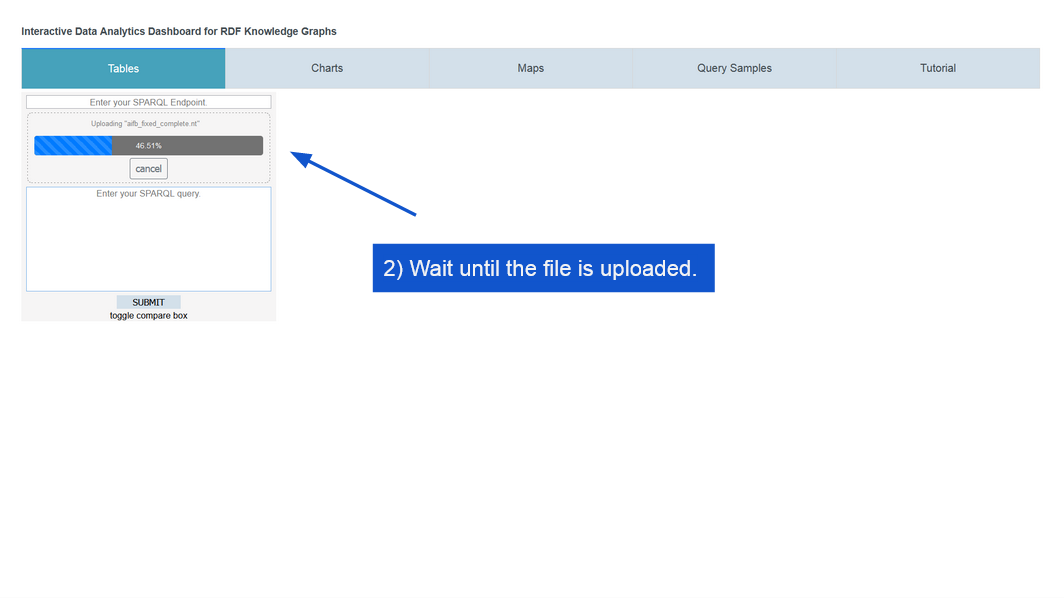 Interactive Data Analytics Dashboard for RDF Knowledge Graphs
Tables
Charts
Maps
Query Samples
Tutorial
Enter your SPARQL Endpoint.
Uploading "aifb_fixed_complete.nt"
46.51%
cancel
Enter your SPARQL query.
SUBMIT
toggle compare box
2) Wait until the file is uploaded.